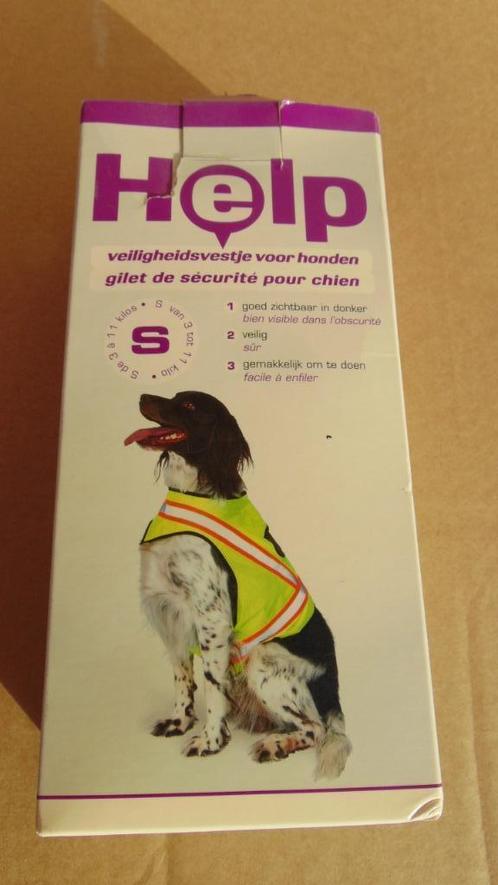 Help
veiligheidsvestje voor honden
gilet de sécurité pour chien
S van 3 tot 11 kilo • S de 3 à 11 kilos •
S
1 goed zichtbaar in donker
bien visible dans l'obscurité
2 veilig
sûr
3 gemakkelijk om te doen
facile à enfiler